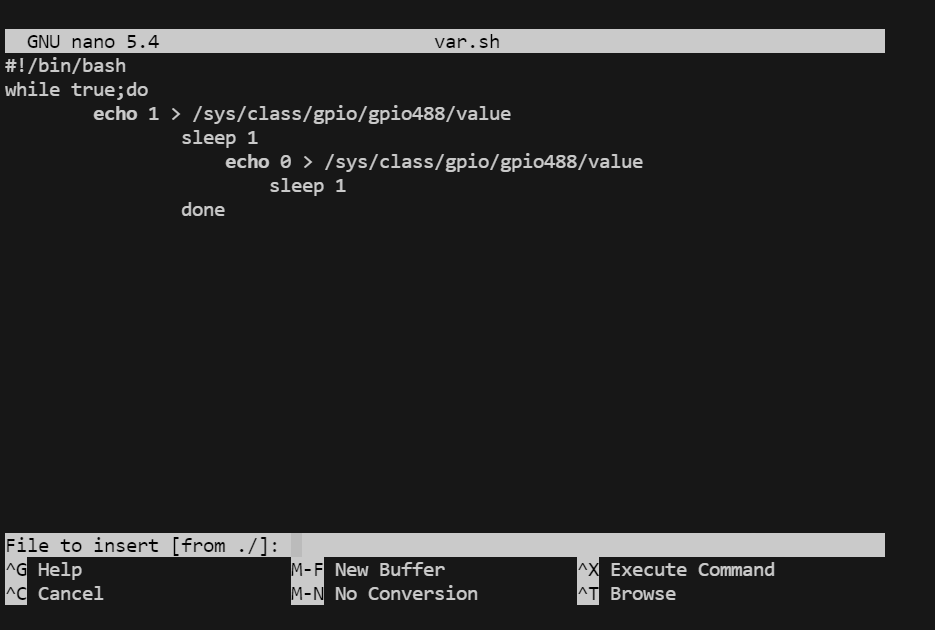 GNU nano 5.4 var.sh
#!/bin/bash
while true;do
echo 1 > /sys/class/gpio/gpio488/value
sleep 1
echo 0 > /sys/class/gpio/gpio488/value
sleep 1
done
File to insert [from ./]:
^G Help M-F New Buffer ^X Execute Command
^C Cancel M-N No Conversion ^T Browse